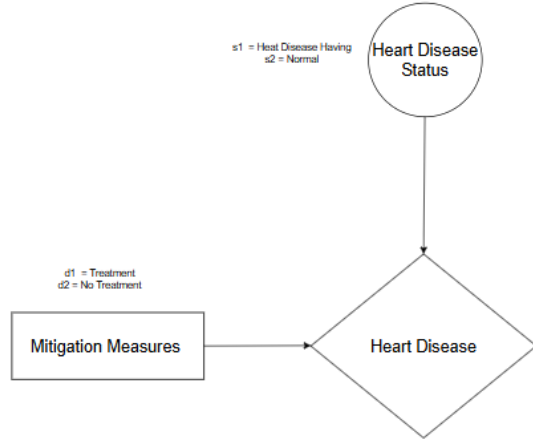 s1 = Heat Disease Having
s2 = Normal
Heart Disease
Status
d1 = Treatment
d2 = No Treatment
Mitigation Measures
Heart Disease